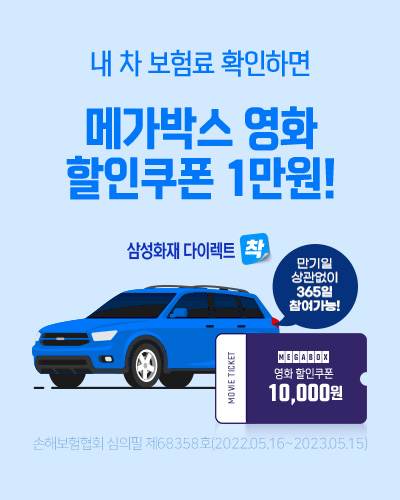 내 차 보험료 확인하면
메가박스 영화
할인쿠폰 1만원!
삼성화재 다이렉트 착
만기일
상관없이
365일
참여가능!
MOVIE TICKET
MEGABOX
영화 할인쿠폰
10,000원
손해보험협회 심의필 제68358호(2022.05.16~2023.05.15)